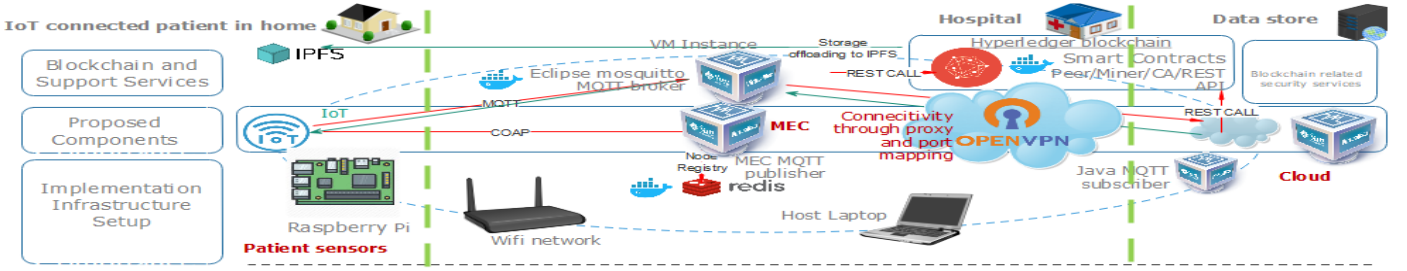 IoT connected patient in home
Hospital
Data store
Blockchain and
Support Services
IPFS
VM Instance
Storage
offloading to IPFS
Hyperledger blockchain
Smart Contracts
Peer/Miner/CA/REST
API
REST CALL
Blockchain related
security services
Eclipse mosquitto
MQTT broker
Proposed
Components
IoT
IoT
MQTT
COAP
MEC
Connecitivity
through proxy
and port
mapping
OPENVPN
REST CALL
Cloud
Node
Registry
MEC MQTT
publisher
redis
Java MQTT
subscriber
Implementation
Infrastructure
Setup
Raspberry Pi
Patient sensors
Wifi network
Host Laptop